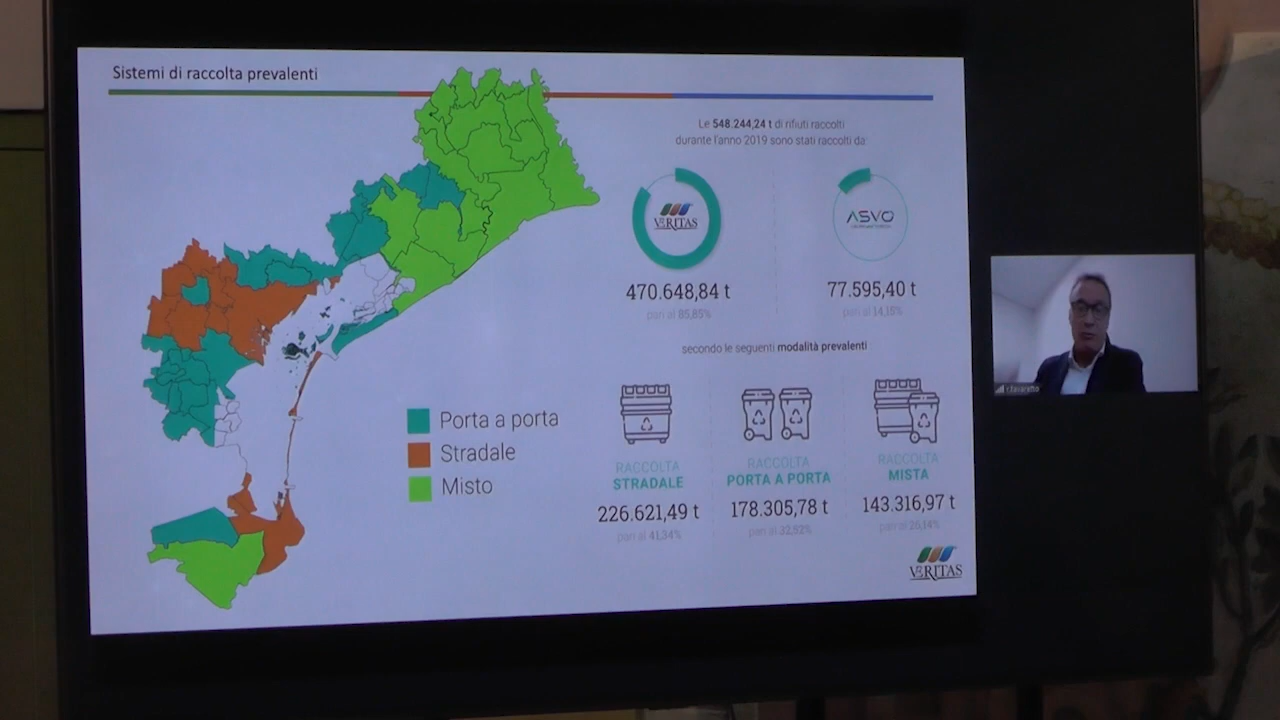 Sistemi di raccolta prevalenti
Le 548.244,24 t di rifiuti raccolti
durante l'anno 2019 sono stati raccolti da:
VERITAS
ASVO
470.648,84 t
77.595,40 t
pari al 85,85%
pari al 14,15%
secondo le seguenti modalità prevalenti
Porta a porta
Stradale
Misto
RACCOLTA
STRADALE
226.621,49 t
pari al 41,34%
RACCOLTA
PORTA A PORTA
178.305,78 t
pari al 32,52%
RACCOLTA
MISTA
143.316,97 t
pari al 26,14%
VERITAS
r.favaretto